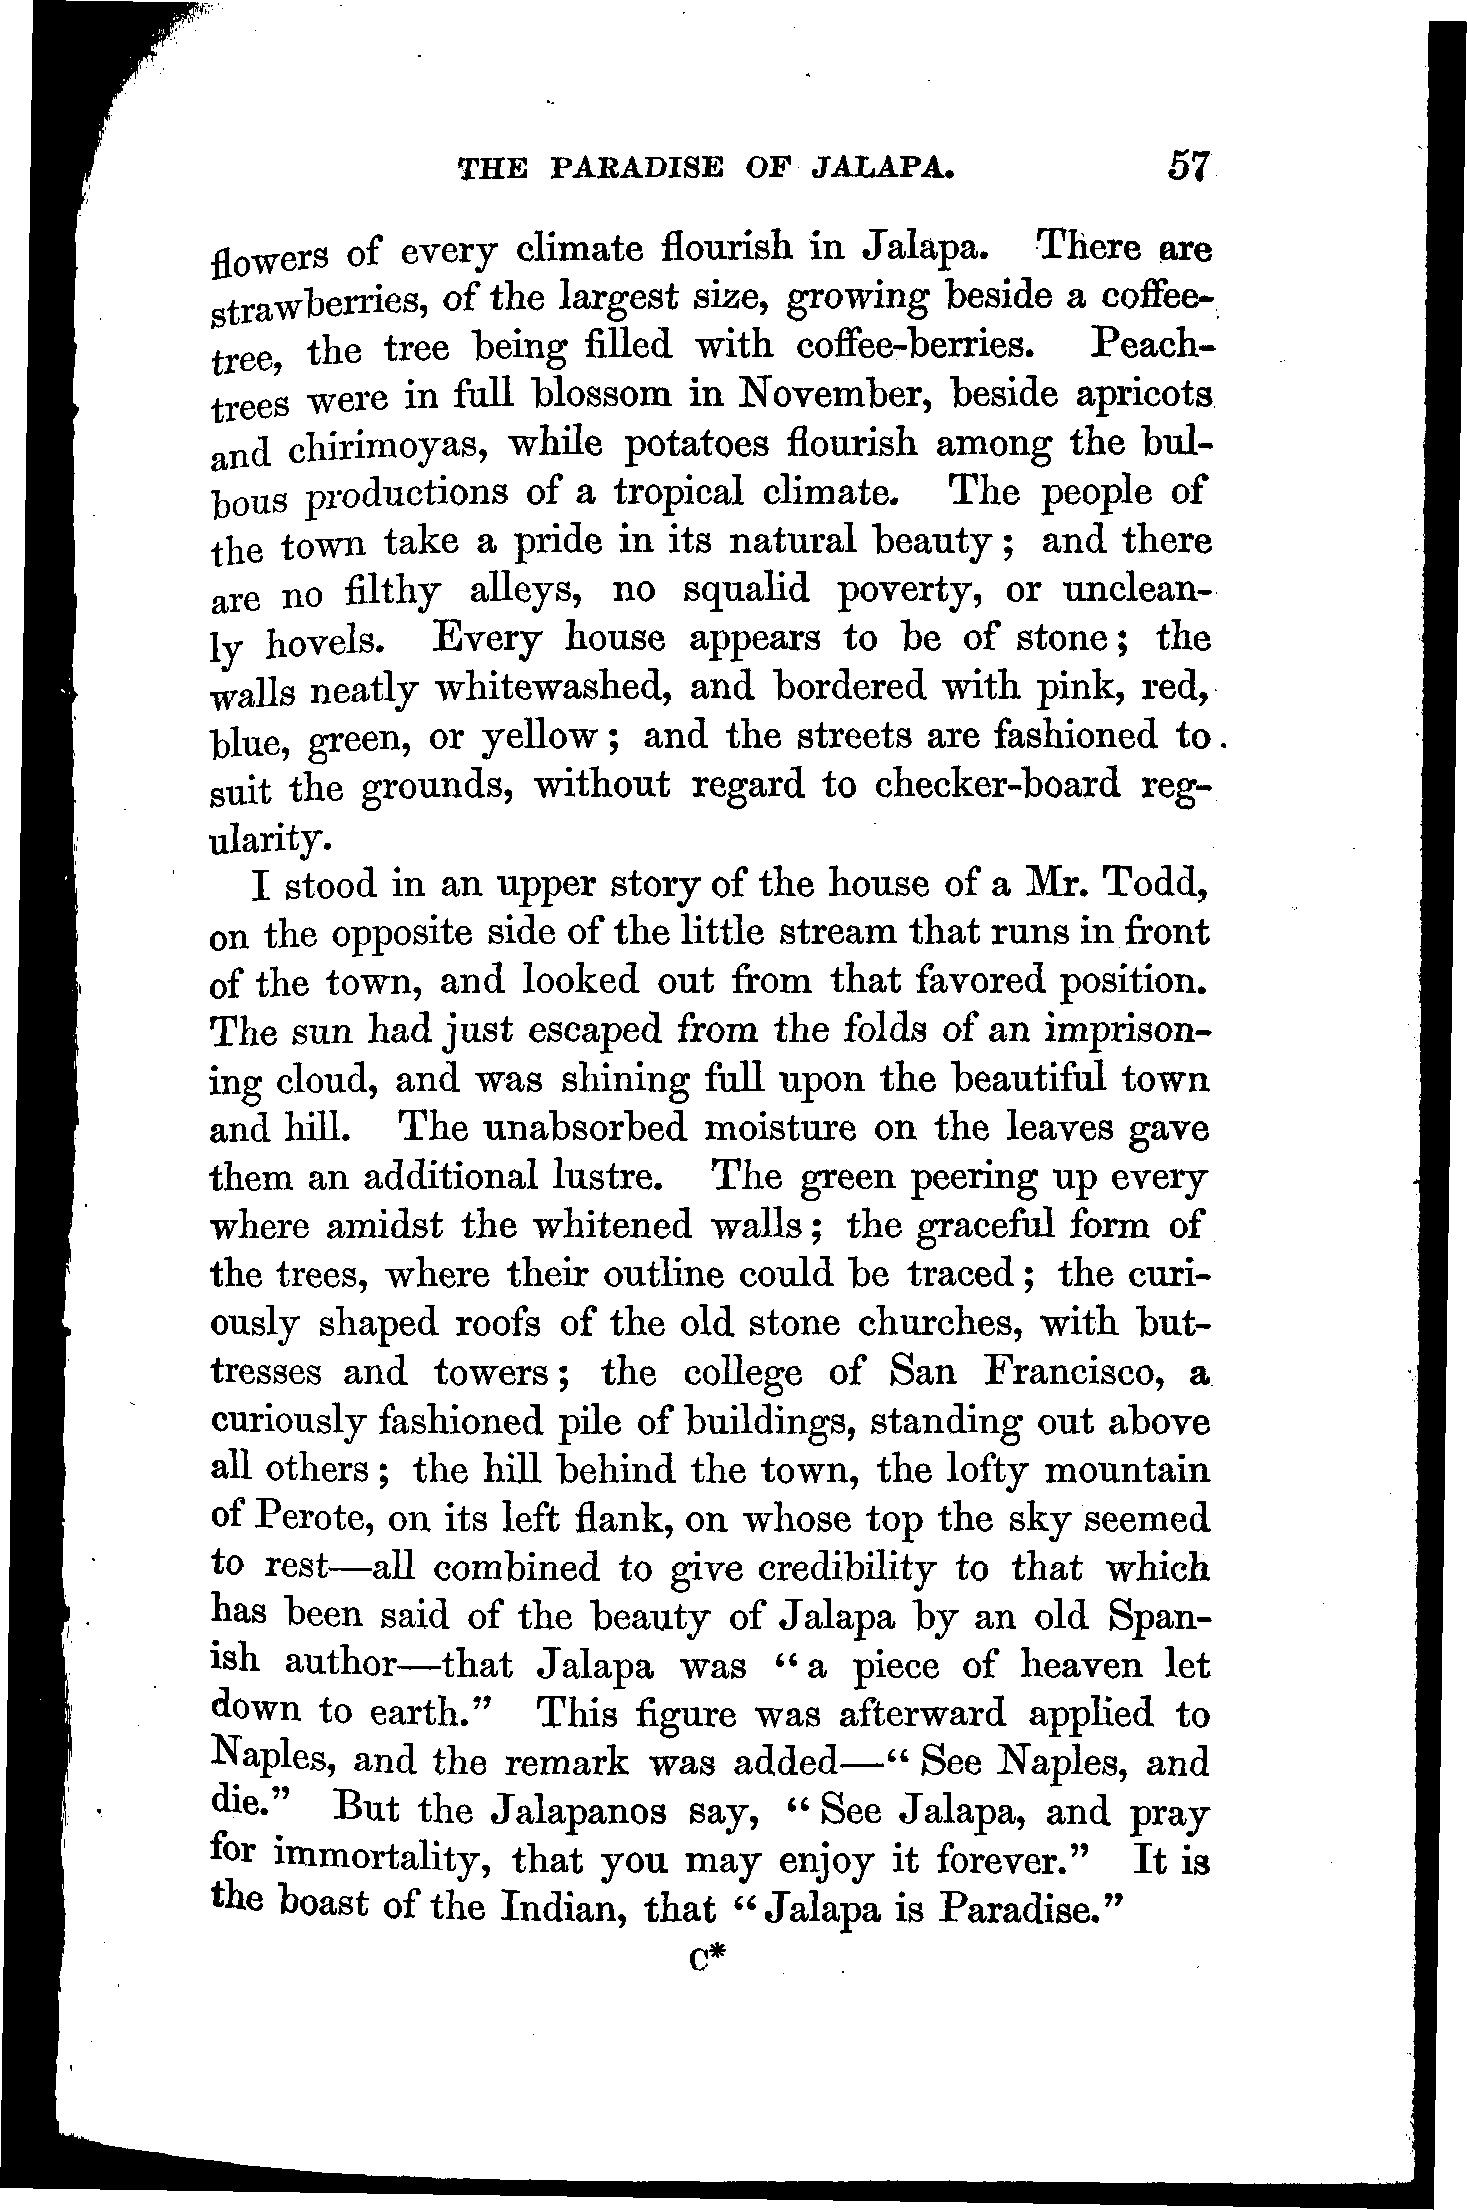 THE PARADISE OF JALAPA. 57
flowers of every climate flourish in Jalapa. There are
strawberries, of the largest size, growing beside a coffee-
tree, the tree being filled with coffee-berries. Peach-
trees were in full blossom in November, beside apricots
and chirimoyas, while potatoes flourish among the bul-
bous productions of a tropical climate. The people of
the town take a pride in its natural beauty; and there
are no filthy alleys, no squalid poverty, or unclean-
ly hovels. Every house appears to be of stone; the
walls neatly whitewashed, and bordered with pink, red,
blue, green, or yellow; and the streets are fashioned to
suit the grounds, without regard to checker-board reg-
ularity.
I stood in an upper story of the house of a Mr. Todd,
on the opposite side of the little stream that runs in front
of the town, and looked out from that favored position.
The sun had just escaped from the folds of an imprison-
ing cloud, and was shining full upon the beautiful town
and hill. The unabsorbed moisture on the leaves gave
them an additional lustre. The green peering up every
where amidst the whitened walls; the graceful form of
the trees, where their outline could be traced; the curi-
ously shaped roofs of the old stone churches, with but-
tresses and towers; the college of San Francisco, a
curiously fashioned pile of buildings, standing out above
all others; the hill behind the town, the lofty mountain
of Perote, on its left flank, on whose top the sky seemed
to rest—all combined to give credibility to that which
has been said of the beauty of Jalapa by an old Span-
ish author—that Jalapa was "a piece of heaven let
down to earth." This figure was afterward applied to
Naples, and the remark was added—"See Naples, and
die." But the Jalapanos say, "See Jalapa, and pray
for immortality, that you may enjoy it forever." It is
the boast of the Indian, that "Jalapa is Paradise."
C*